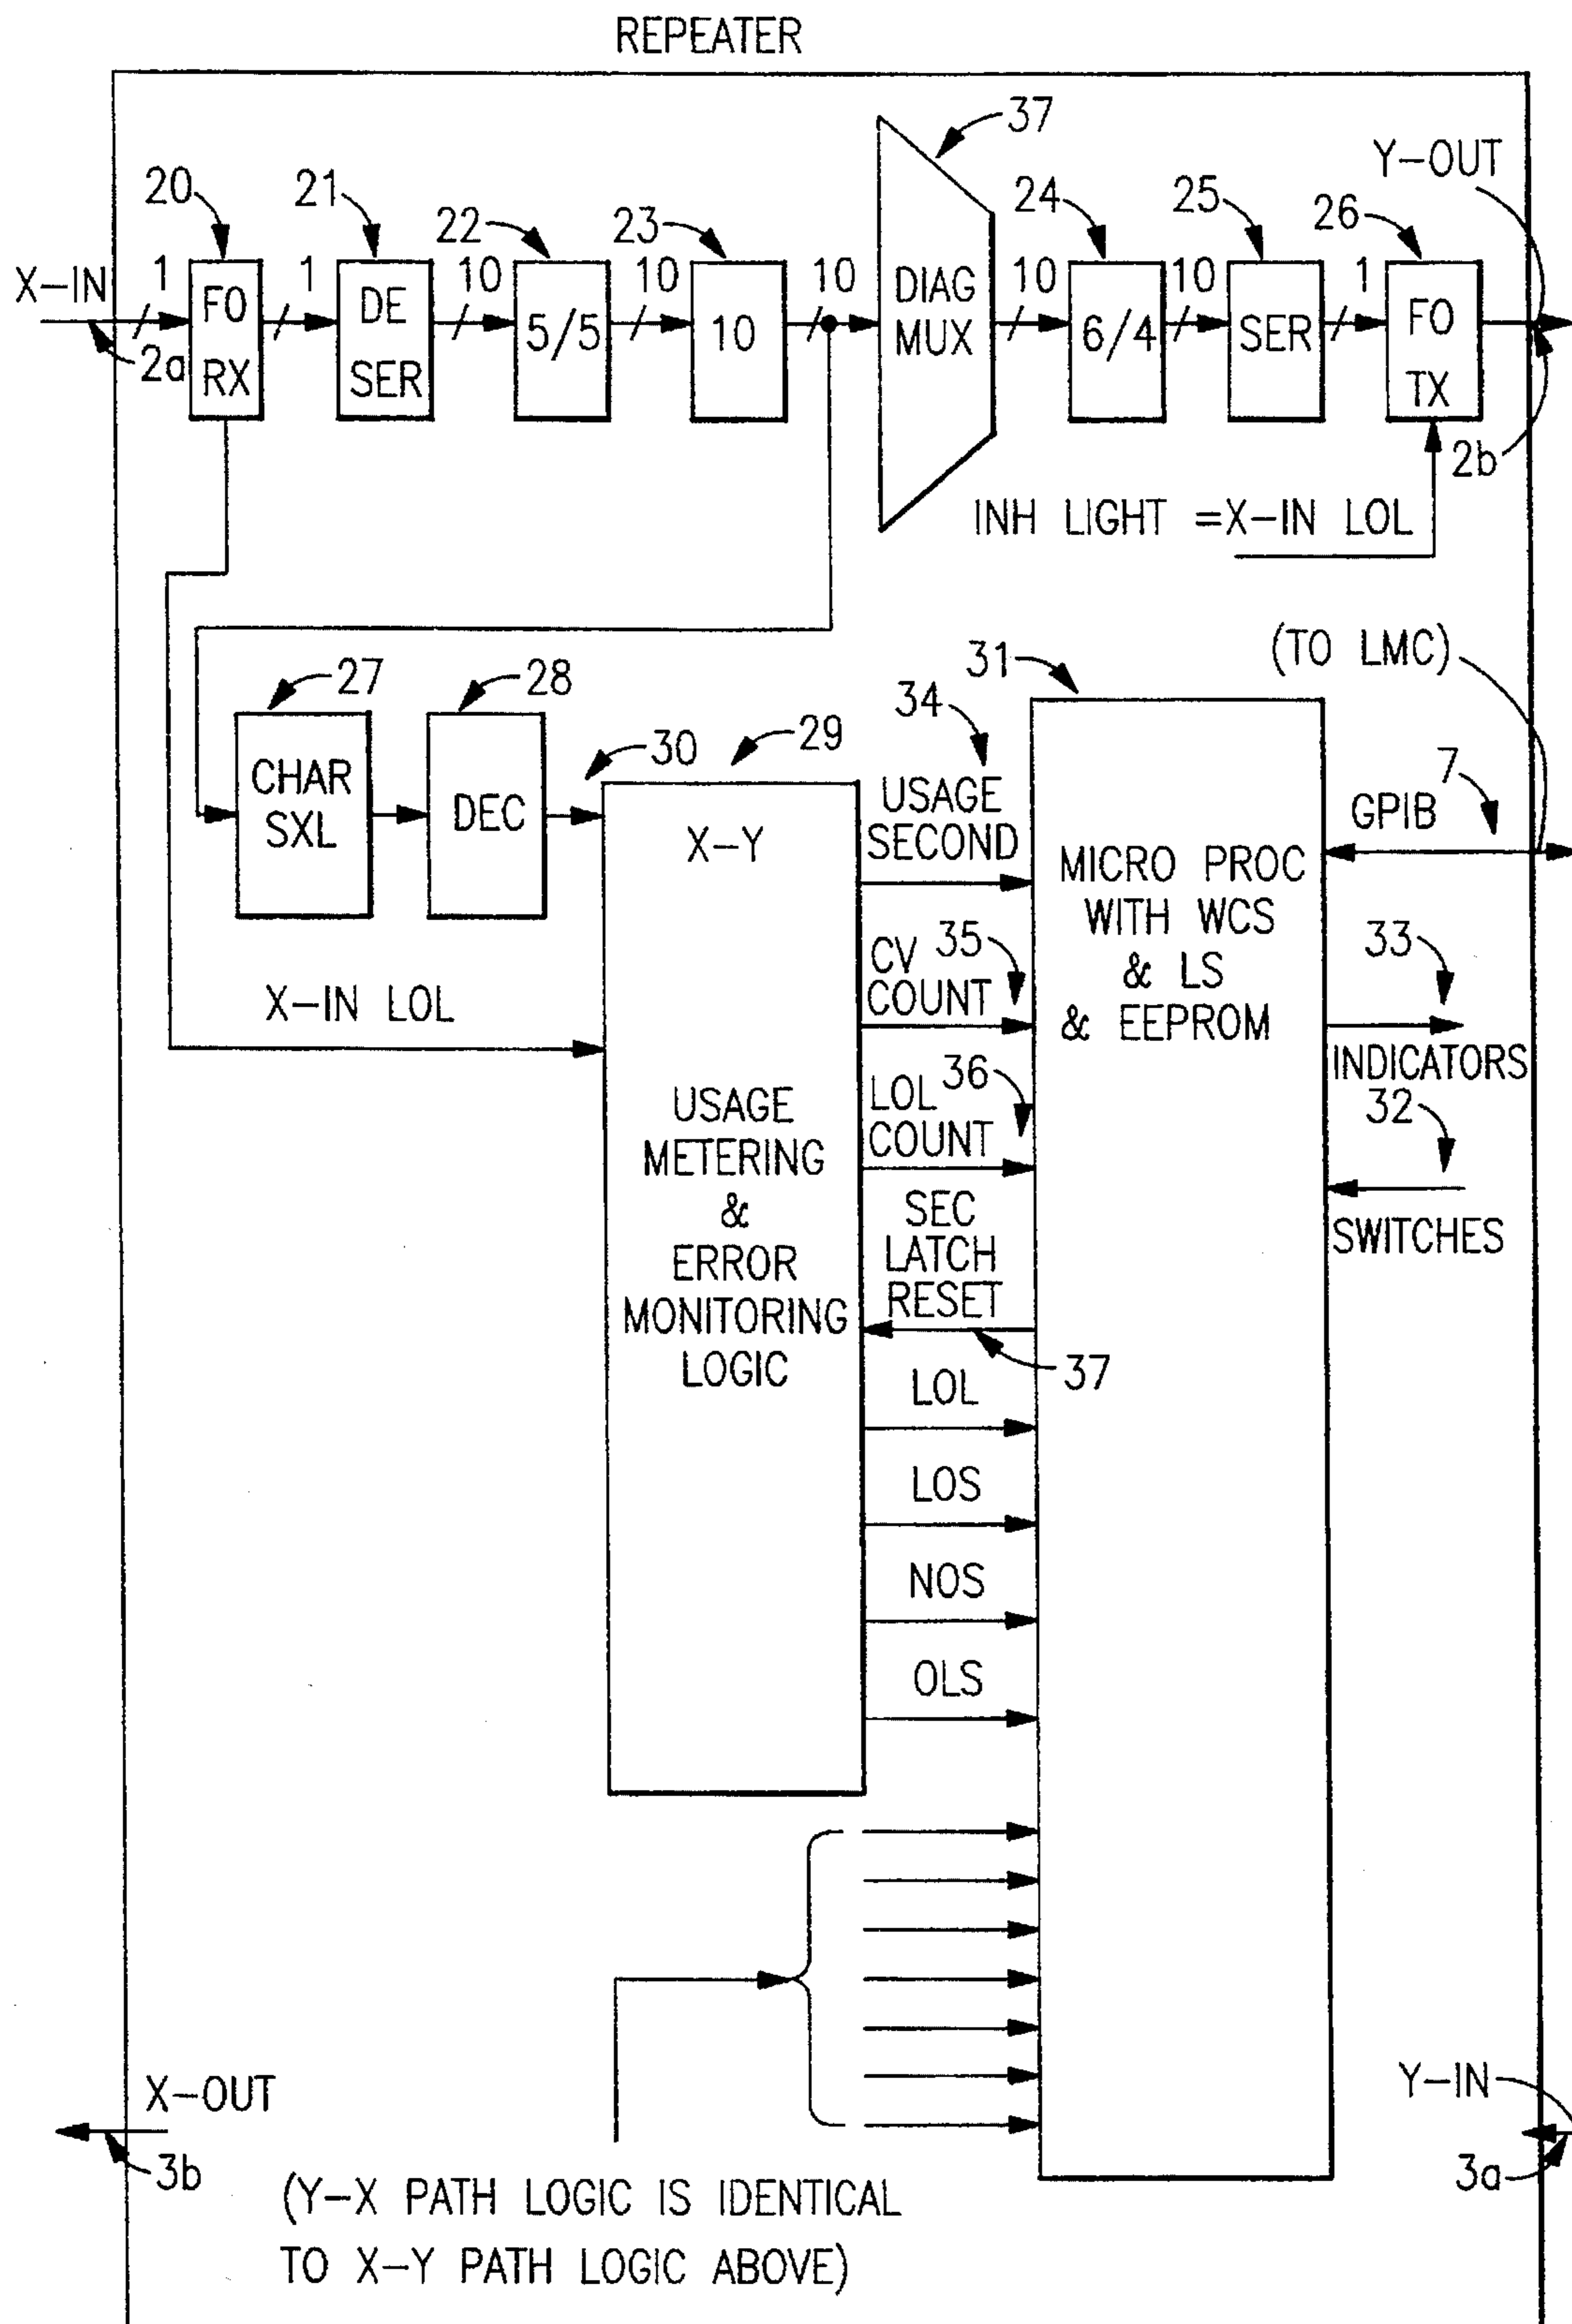 REPEATER
37
Y-OUT
20
21
22
23
24
25
26
X-IN
1
1
10
10
10
10
10
1
2a
FO
RX
DE
SER
5/5
10
DIAG
MUX
6/4
SER
FO
TX
2b
INH LIGHT =X-IN LOL
(TO LMC)
27
28
30
29
34
31
CHAR
SXL
DEC
X-Y
USAGE
SECOND
MICRO PROC
WITH WCS
& LS
& EEPROM
GPIB
7
CV
COUNT
35
33
X-IN LOL
INDICATORS
LOL
COUNT
36
32
USAGE
METERING
&
ERROR
MONITORING
LOGIC
SEC
LATCH
RESET
SWITCHES
37
LOL
LOS
NOS
OLS
X-OUT
3b
Y-IN
3a
(Y-X PATH LOGIC IS IDENTICAL
TO X-Y PATH LOGIC ABOVE)